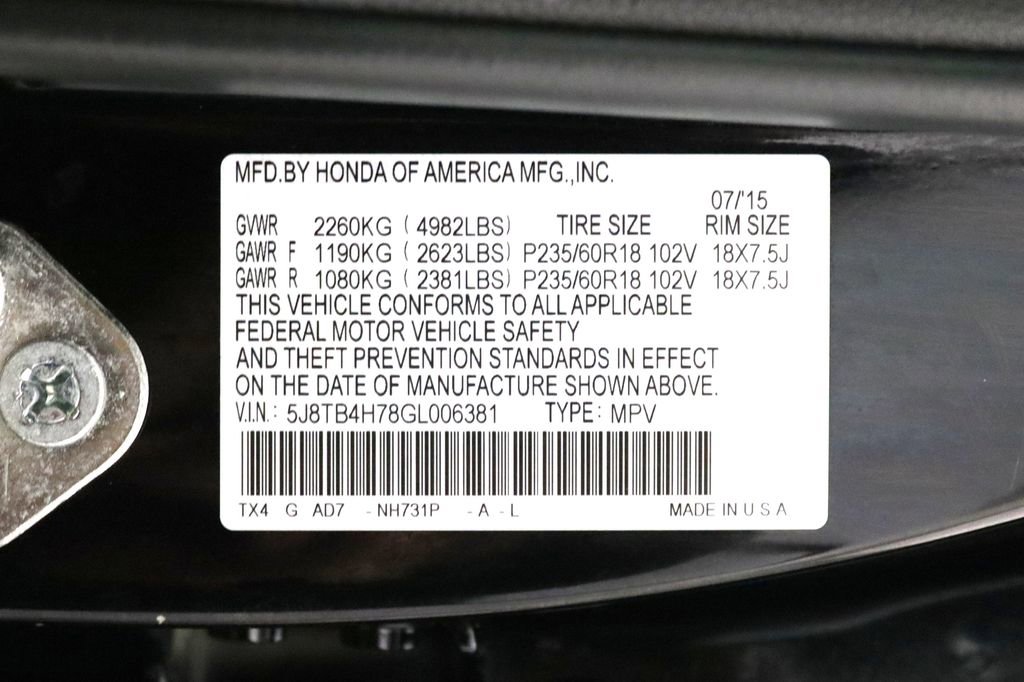 MFD.BY HONDA OF AMERICA MFG.,INC.
07/'15
GVWR 2260KG ( 4982LBS) TIRE SIZE RIM SIZE
GAWR F 1190KG ( 2623LBS) P235/60R18 102V 18X7.5J
GAWR R 1080KG ( 2381LBS) P235/60R18 102V 18X7.5J
THIS VEHICLE CONFORMS TO ALL APPLICABLE
FEDERAL MOTOR VEHICLE SAFETY
AND THEFT PREVENTION STANDARDS IN EFFECT
ON THE DATE OF MANUFACTURE SHOWN ABOVE.
V.I.N.: 5J8TB4H78GL006381 TYPE: MPV
TX4 G AD7 -NH731P -A -L MADE IN U S A